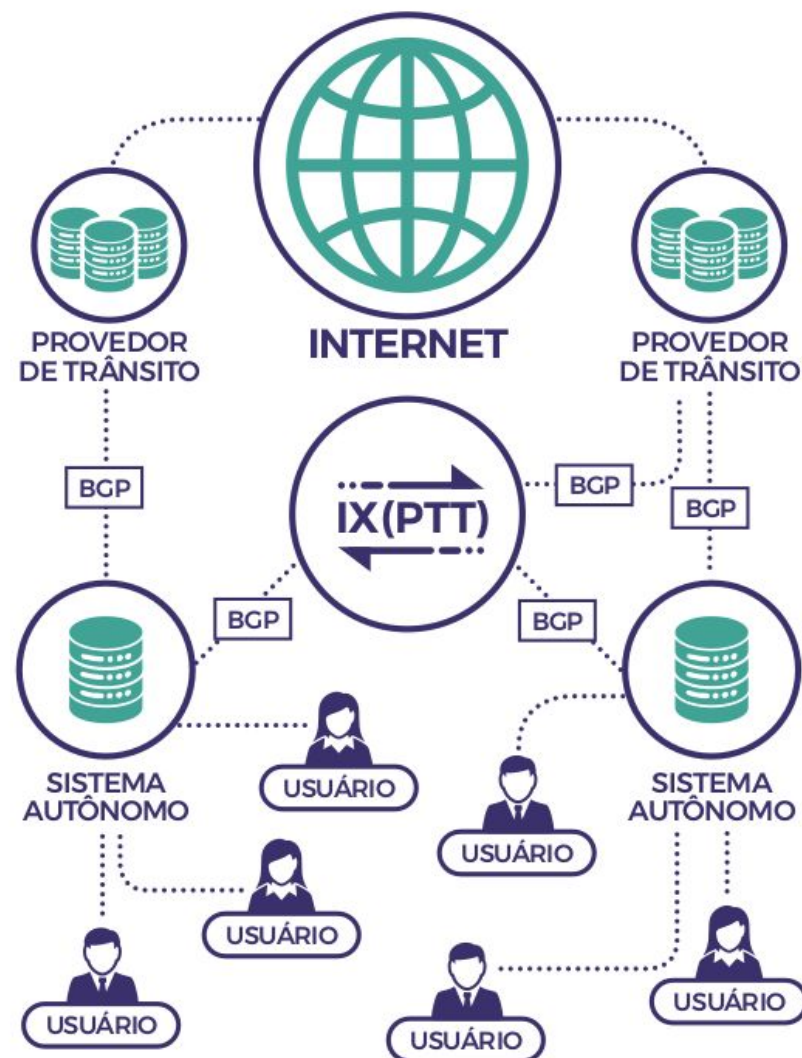 INTERNET
PROVEDOR
DE TRÂNSITO
PROVEDOR
DE TRÂNSITO
BGP
IX(PTT)
BGP
BGP
BGP
BGP
SISTEMA
AUTÔNOMO
USUÁRIO
USUÁRIO
USUÁRIO
SISTEMA
AUTÔNOMO
USUÁRIO
USUÁRIO
USUÁRIO